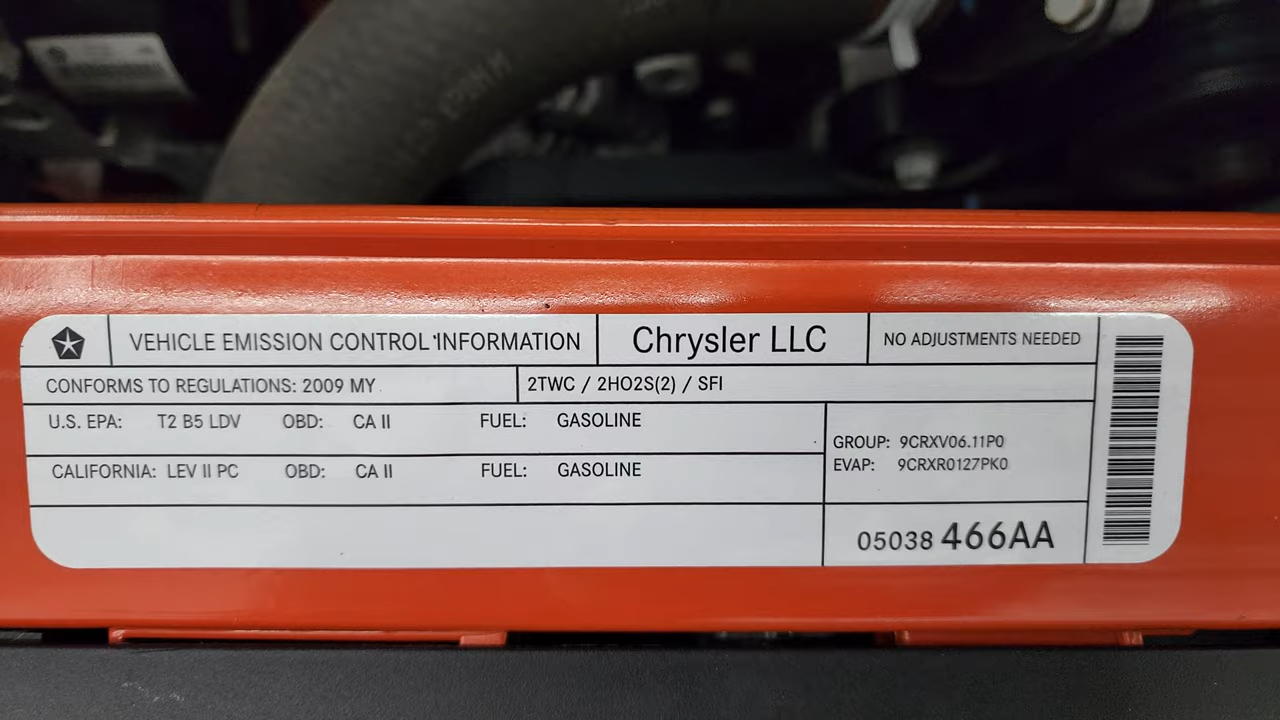 VEHICLE EMISSION CONTROL INFORMATION
Chrysler LLC
NO ADJUSTMENTS NEEDED
CONFORMS TO REGULATIONS: 2009 MY
2TWC / 2HO2S(2) / SFI
U.S. EPA: T2 B5 LDV OBD: CA II FUEL: GASOLINE
CALIFORNIA: LEV II PC OBD: CA II FUEL: GASOLINE
GROUP: 9CRXV06.11P0
EVAP: 9CRXR0127PK0
05038 466AA